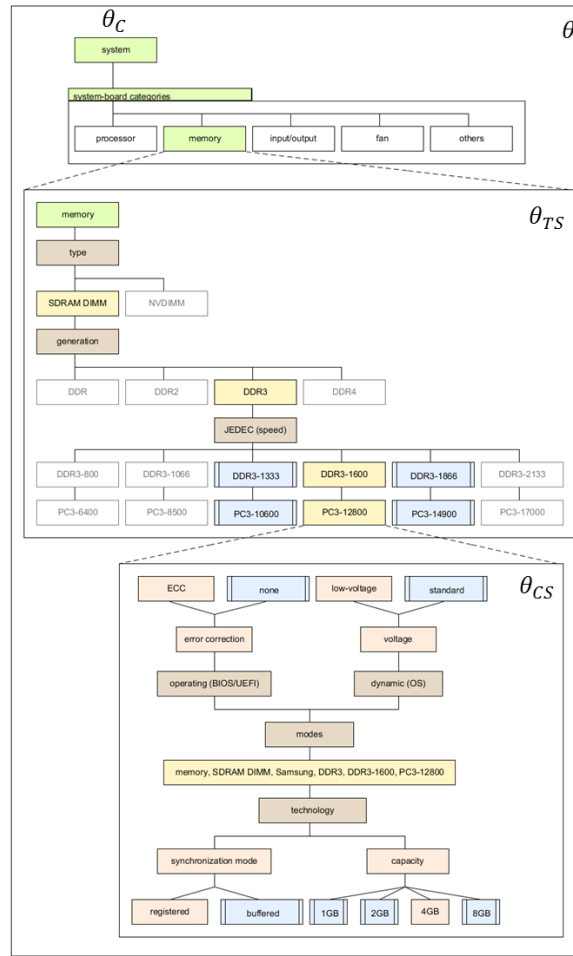 θ_C
θ
system
system-board categories
processor
memory
input/output
fan
others
θ_TS
memory
type
SDRAM DIMM
NVDIMM
generation
DDR
DDR2
DDR3
DDR4
JEDEC (speed)
DDR3-800
DDR3-1066
DDR3-1333
DDR3-1600
DDR3-1866
DDR3-2133
PC3-6400
PC3-8500
PC3-10600
PC3-12800
PC3-14900
PC3-17000
θ_CS
ECC
none
low-voltage
standard
error correction
voltage
operating (BIOS/UEFI)
dynamic (OS)
modes
memory, SDRAM DIMM, Samsung, DDR3, DDR3-1600, PC3-12800
technology
synchronization mode
capacity
registered
buffered
1GB
2GB
4GB
8GB